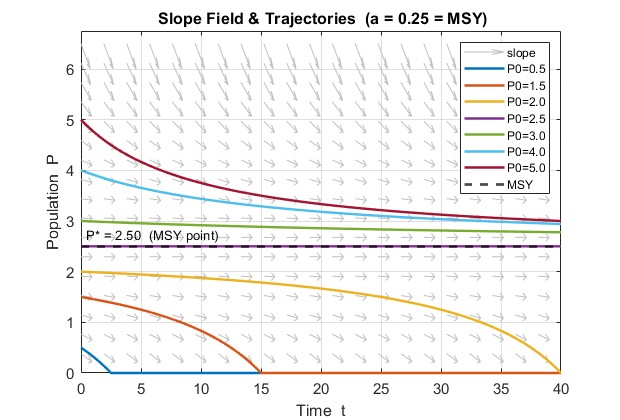 Slope Field & Trajectories (a = 0.25 = MSY)
slope
P0=0.5
P0=1.5
P0=2.0
P0=2.5
P0=3.0
P0=4.0
P0=5.0
MSY
Population P
6
5
4
3
2
1
0
P* = 2.50 (MSY point)
0 5 10 15 20 25 30 35 40
Time t